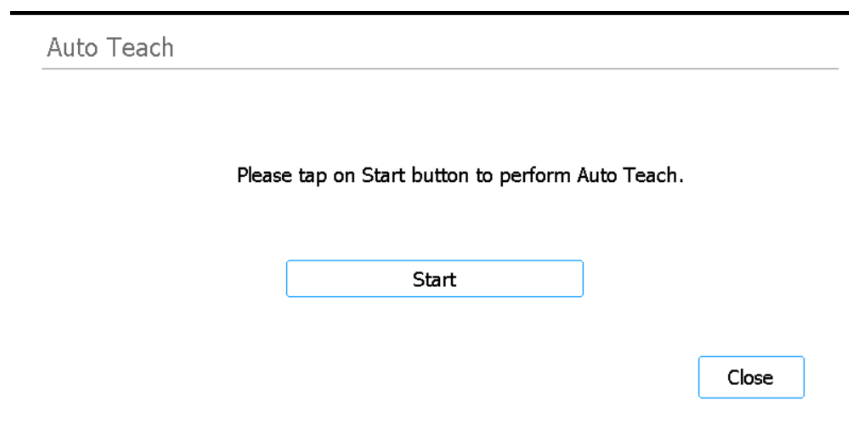 Auto Teach
Please tap on Start button to perform Auto Teach.
Start
Close